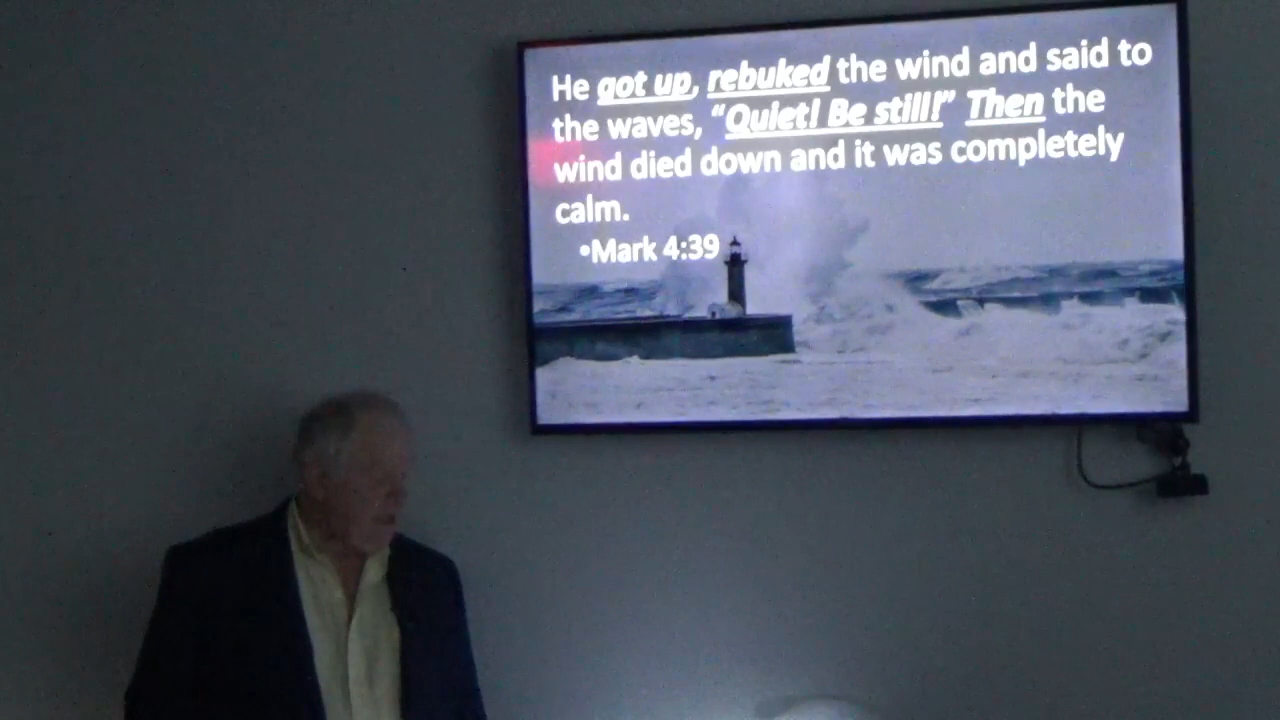 He got up, rebuked the wind and said to
the waves, “Quiet! Be still!” Then the
wind died down and it was completely
calm.
•Mark 4:39